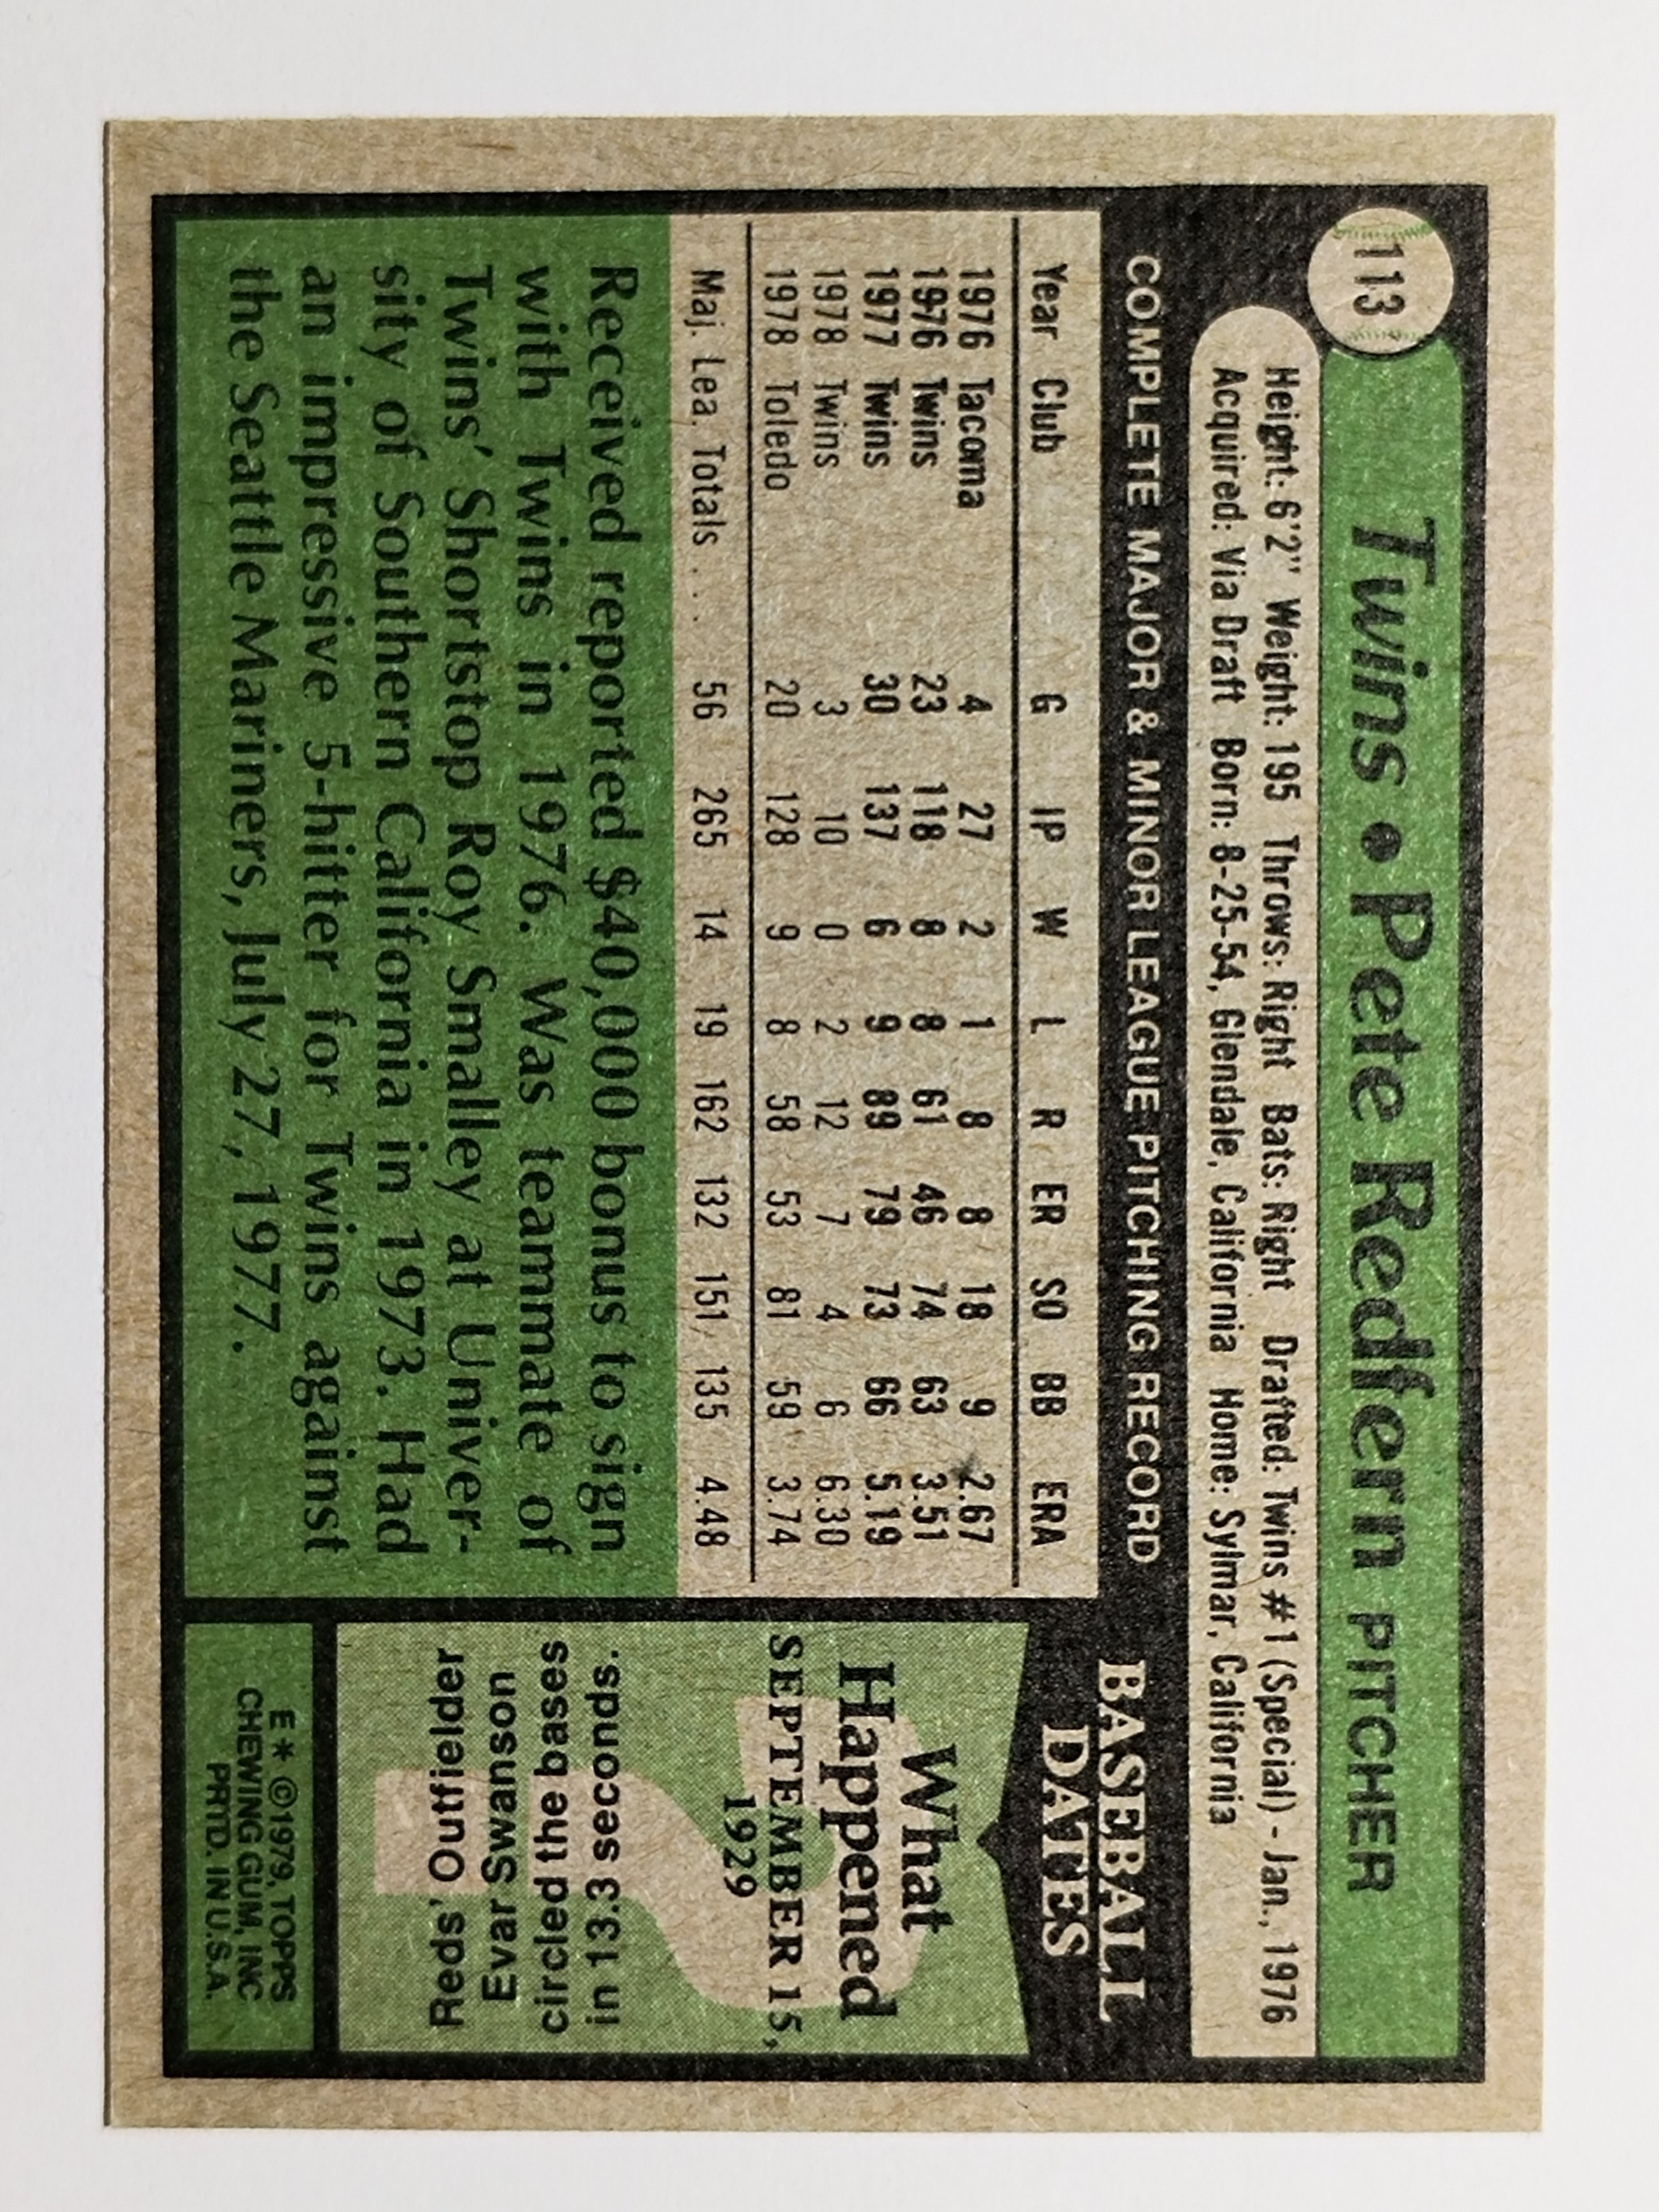 113
Twins • Pete Redfern PITCHER
Height: 6'2" Weight: 195 Throws: Right Bats: Right Drafted: Twins #1 (Special) - Jan., 1976
Acquired: Via Draft Born: 8-25-54, Glendale, California Home: Sylmar, California
COMPLETE MAJOR & MINOR LEAGUE PITCHING RECORD
Year Club G IP W L R ER SO BB ERA
1976 Tacoma 4 27 2 1 8 8 18 9 2.67
1976 Twins 23 118 8 8 61 46 74 63 3.51
1977 Twins 30 137 6 9 89 79 73 66 5.19
1978 Twins 3 10 0 2 12 7 4 6 6.30
1978 Toledo 20 128 9 8 58 53 81 59 3.74
Maj. Lea. Totals . . . 56 265 14 19 162 132 151 135 4.48
Received reported $40,000 bonus to sign
with Twins in 1976. Was teammate of
Twins' Shortstop Roy Smalley at Univer-
sity of Southern California in 1973. Had
an impressive 5-hitter for Twins against
the Seattle Mariners, July 27, 1977.
BASEBALL
DATES
What
Happened
SEPTEMBER 15,
1929
Reds' Outfielder
Evar Swanson
circled the bases
in 13.3 seconds.
E* ©1979, TOPPS
CHEWING GUM, INC
PRTD. IN U.S.A.